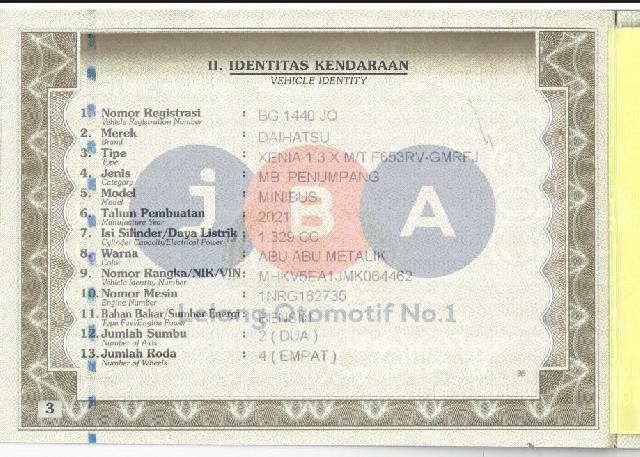 II. IDENTITAS KENDARAAN
VEHICLE IDENTITY
1. Nomor Registrasi : BG 1440 JQ
Vehicle Registration Number
2. Merek : DAIHATSU
Brand
3. Tipe : XENIA 1.3 X M/T F653RV-GMRFJ
Type
4. Jenis : MB. PENUMPANG
Category
5. Model : MINIBUS
Model
6. Tahun Pembuatan : 2021
Manufacture Year
7. Isi Silinder/Daya Listrik : 1.329 CC
Cylinder Capacity/Electrical Power
8. Warna : ABU ABU METALIK
Color
9. Nomor Rangka/NIK/VIN : MHKV5EA1JMK064462
Vehicle Identity Number
10. Nomor Mesin : 1NRG162735
Engine Number
11. Bahan Bakar/Sumber Energi :
Type Fuel/Engine Power
12. Jumlah Sumbu : 2 ( DUA )
Number of Axis
13. Jumlah Roda : 4 ( EMPAT )
Number of Wheels
3
JBA
Lelang Otomotif No.1